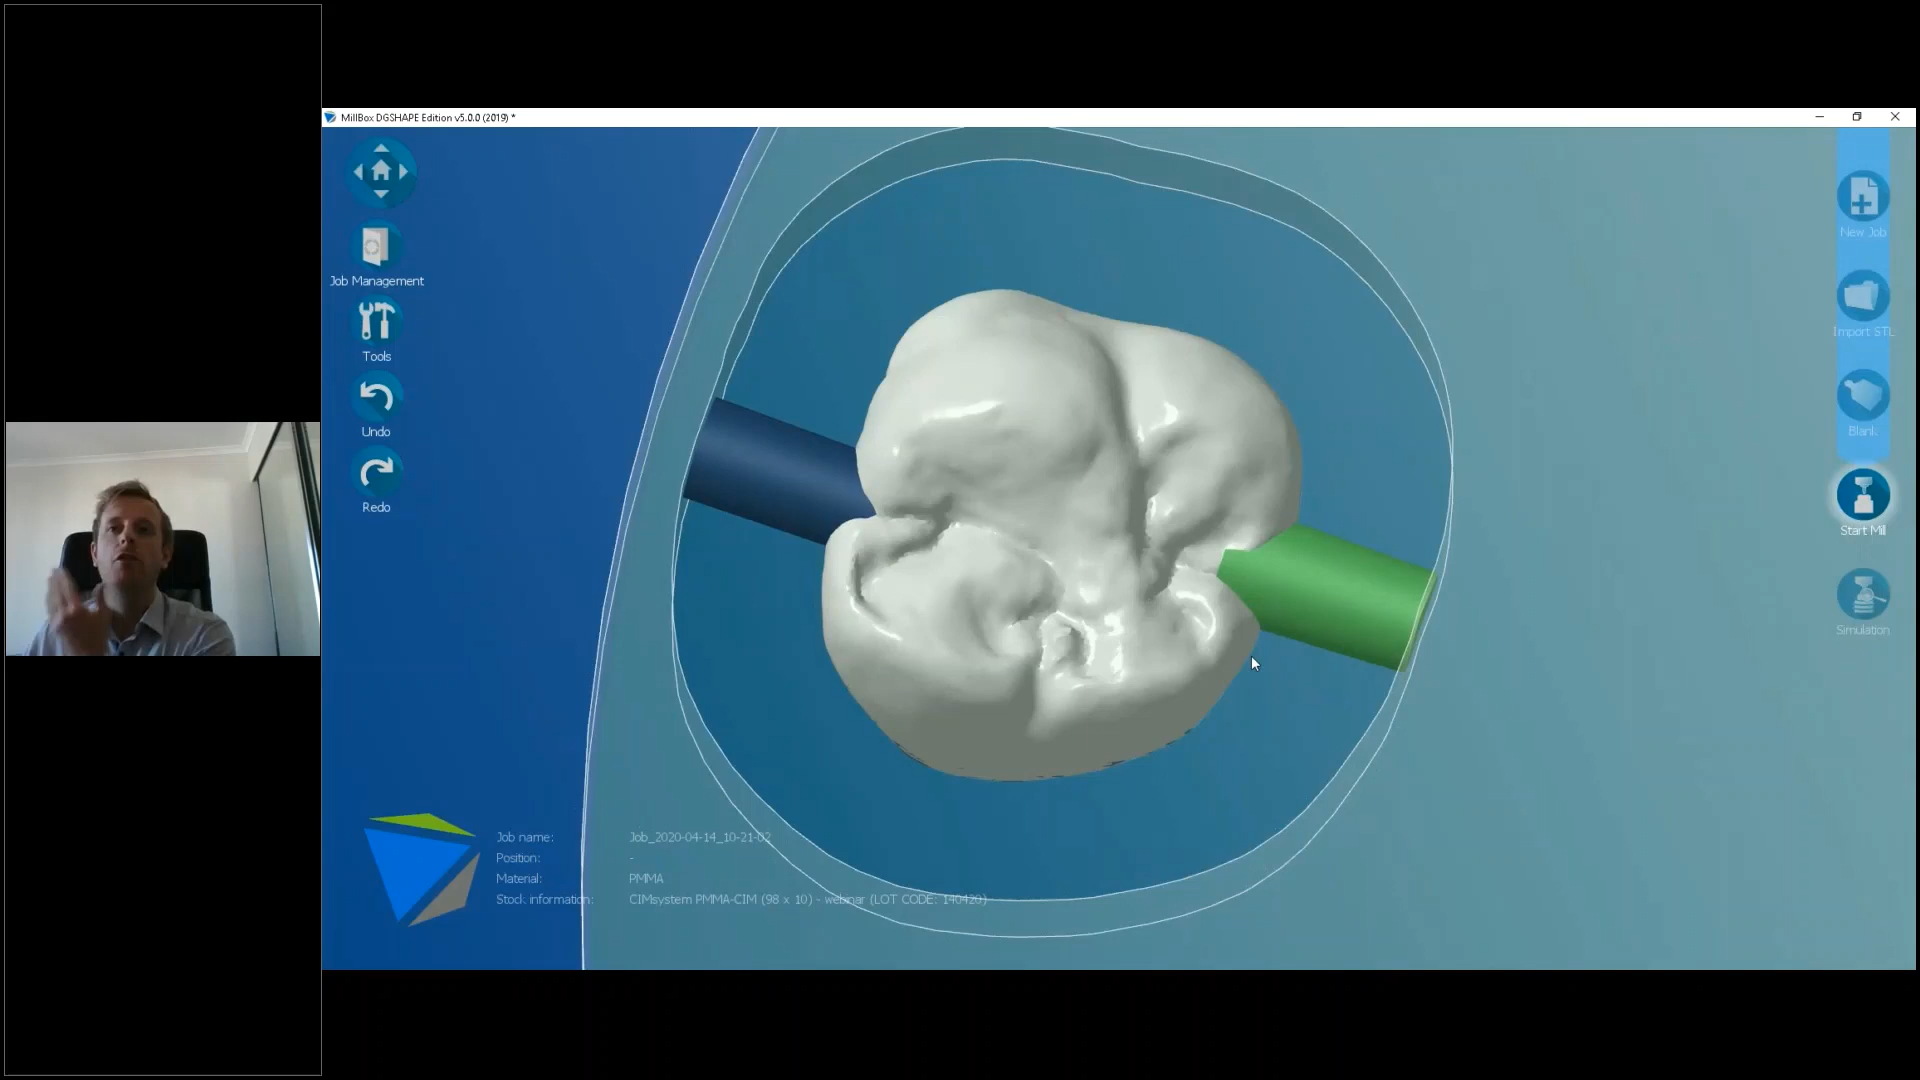 MillBox DGSHAPE Edition v5.0.0 (2019) *
Job Management
Tools
Undo
Redo
New Job
Import STL
Blank
Start Mill
Simulation
Job name: Job_2020-04-14_10-21-02
Position: -
Material: PMMA
Stock information: CIMsystem PMMA-CIM (98 x 10) - webinar (LOT CODE: 140420)